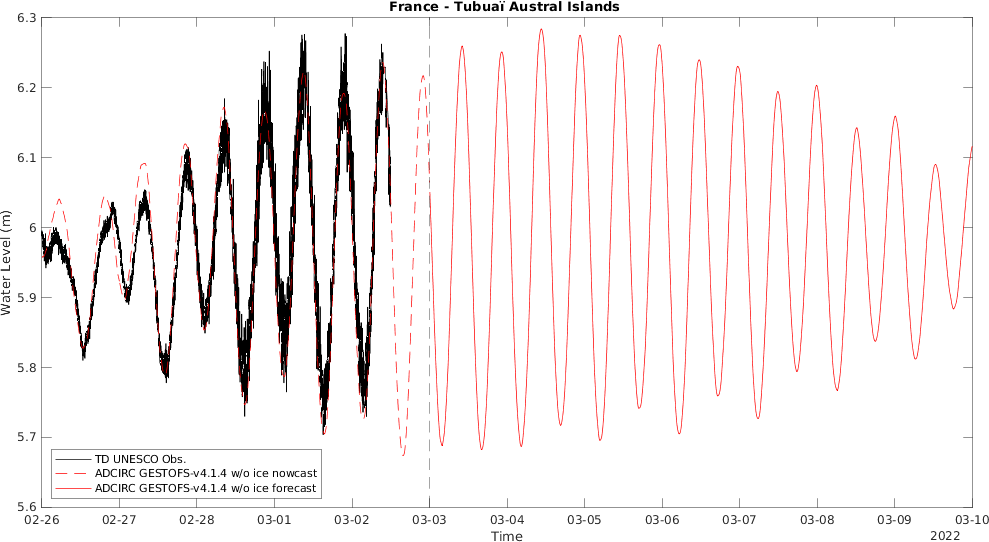 France - Tubuaï Austral Islands
6.3
6.2
6.1
6
5.9
5.8
5.7
5.6
Water Level (m)
TD UNESCO Obs.
ADCIRC GESTOFS-v4.1.4 w/o ice nowcast
ADCIRC GESTOFS-v4.1.4 w/o ice forecast
02-26 02-27 02-28 03-01 03-02 03-03 03-04 03-05 03-06 03-07 03-08 03-09 03-10
Time
2022